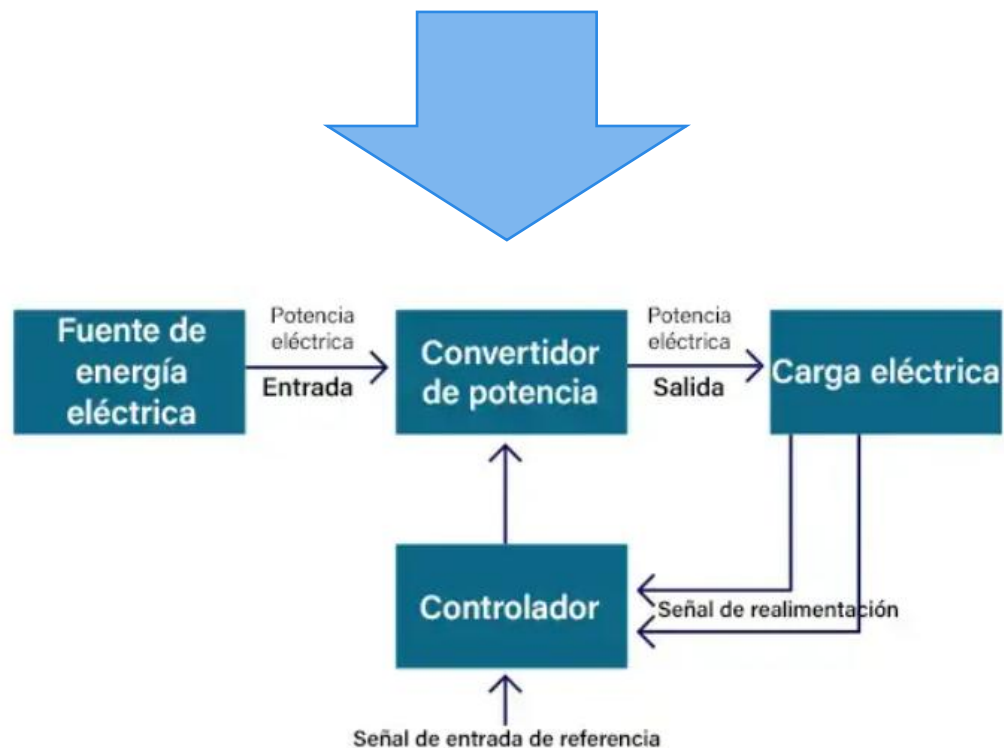 Fuente de
energía
eléctrica
Potencia
eléctrica
Entrada
Convertidor
de potencia
Potencia
eléctrica
Salida
Carga eléctrica
Controlador
Señal de realimentación
Señal de entrada de referencia